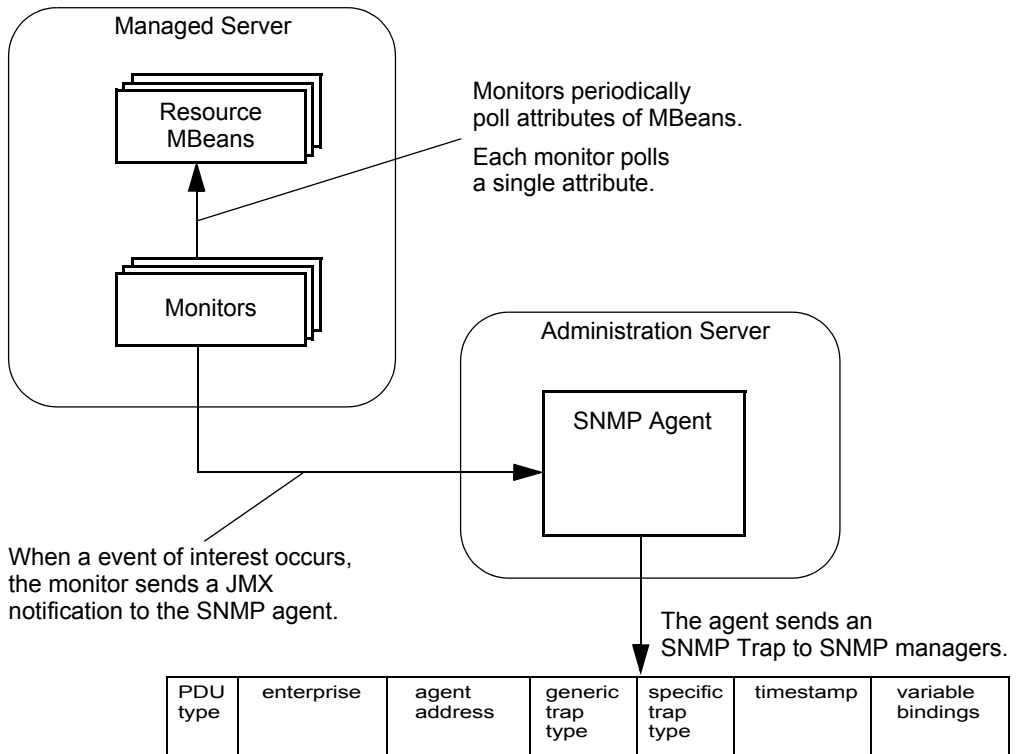 Managed Server
Resource
MBeans
Monitors periodically
poll attributes of MBeans.
Each monitor polls
a single attribute.
Monitors
Administration Server
SNMP Agent
When a event of interest occurs,
the monitor sends a JMX
notification to the SNMP agent.
The agent sends an
SNMP Trap to SNMP managers.
PDU
type
enterprise
agent
address
generic
trap
type
specific
trap
type
timestamp
variable
bindings